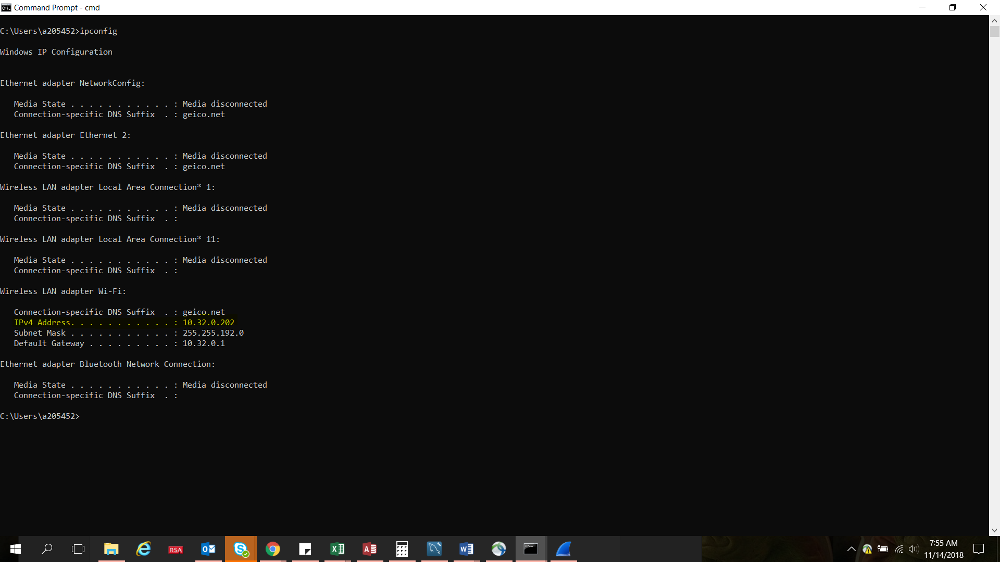 Command Prompt - cmd
C:\Users\a205452>ipconfig
Windows IP Configuration
Ethernet adapter NetworkConfig:
Media State . . . . . . . . . . . : Media disconnected
Connection-specific DNS Suffix  . : geico.net
Ethernet adapter Ethernet 2:
Media State . . . . . . . . . . . : Media disconnected
Connection-specific DNS Suffix  . : geico.net
Wireless LAN adapter Local Area Connection* 1:
Media State . . . . . . . . . . . : Media disconnected
Connection-specific DNS Suffix  . :
Wireless LAN adapter Local Area Connection* 11:
Media State . . . . . . . . . . . : Media disconnected
Connection-specific DNS Suffix  . :
Wireless LAN adapter Wi-Fi:
Connection-specific DNS Suffix  . : geico.net
IPv4 Address. . . . . . . . . . . : 10.32.0.202
Subnet Mask . . . . . . . . . . . : 255.255.192.0
Default Gateway . . . . . . . . . : 10.32.0.1
Ethernet adapter Bluetooth Network Connection:
Media State . . . . . . . . . . . : Media disconnected
Connection-specific DNS Suffix  . :
C:\Users\a205452>
RSA
7:55 AM
11/14/2018